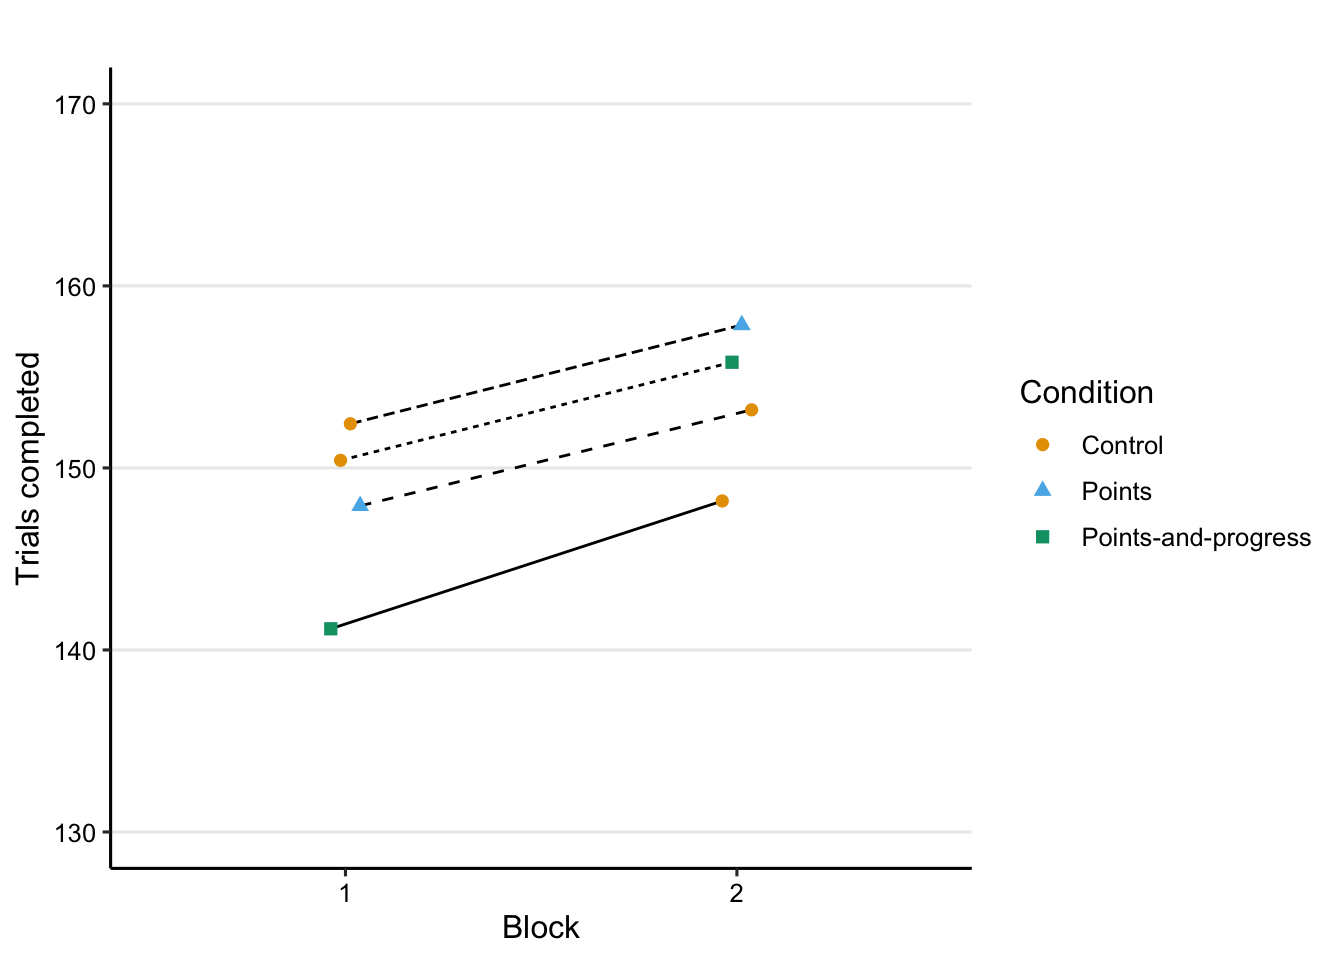 170
160
150
140
130
Trials completed
1
2
Block
Condition
Control
Points
Points-and-progress